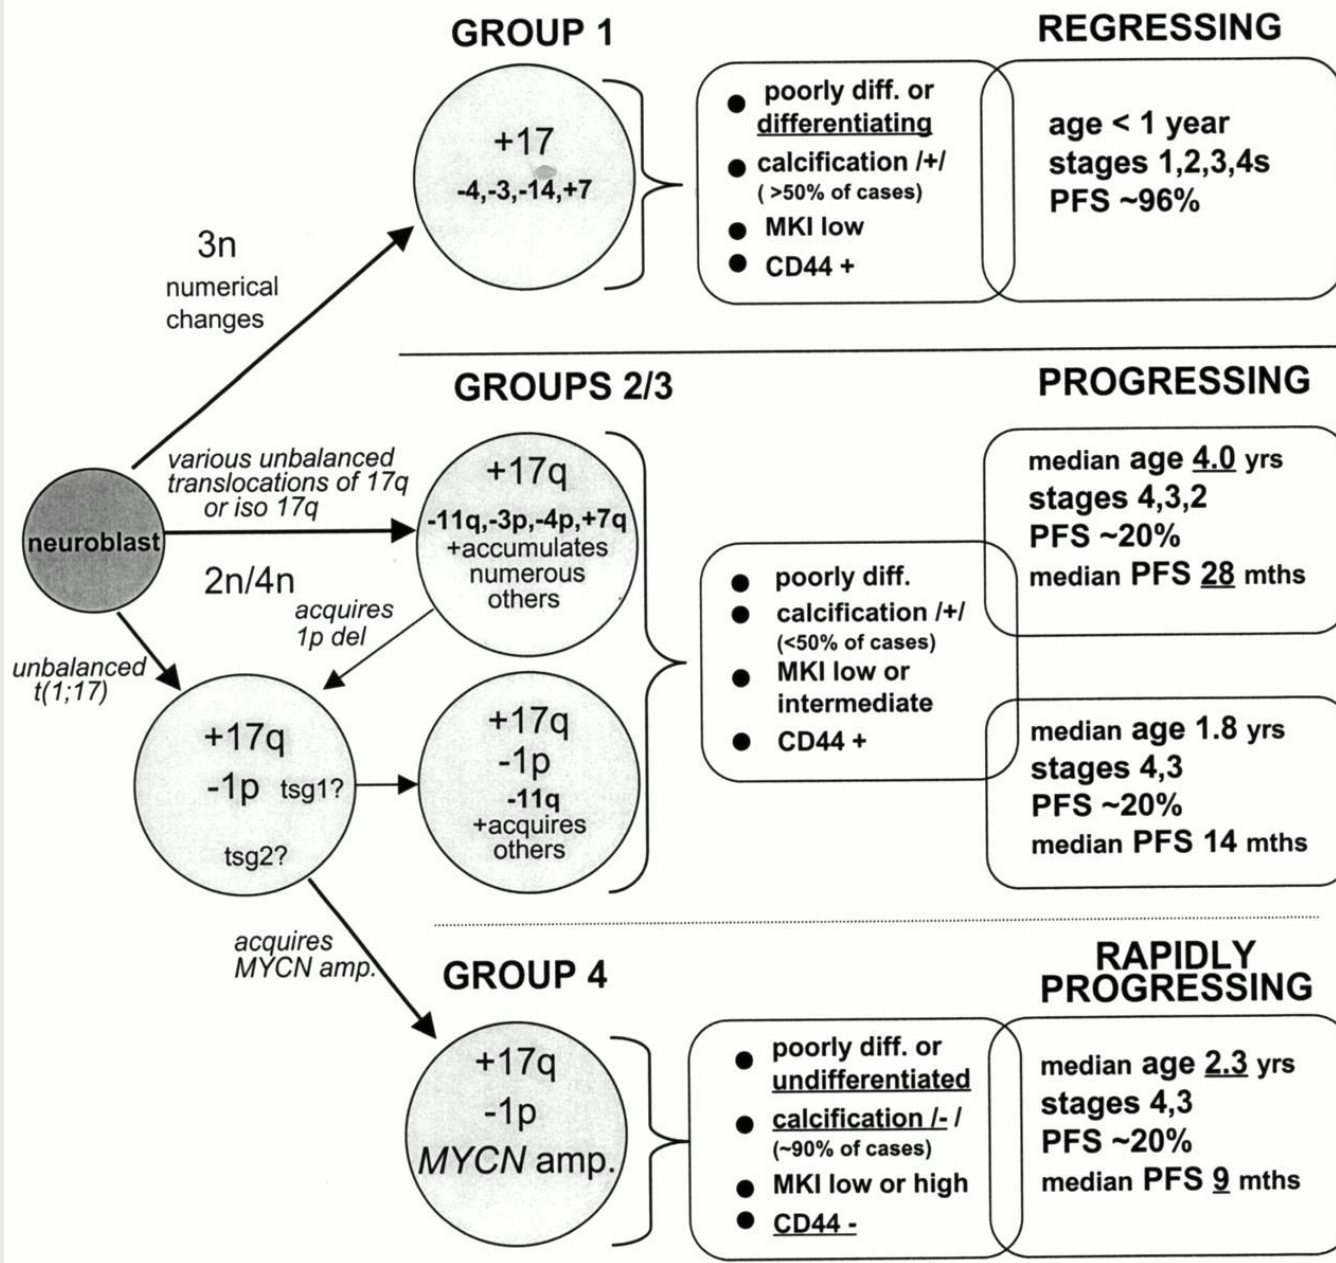 GROUP 1
REGRESSING
+17
-4,-3,-14,+7
poorly diff. or
differentiating
calcification /+/
( >50% of cases)
MKI low
CD44 +
age < 1 year
stages 1,2,3,4s
PFS ~96%
3n
numerical
changes
GROUPS 2/3
PROGRESSING
neuroblast
various unbalanced
translocations of 17q
or iso 17q
2n/4n
+17q
-11q,-3p,-4p,+7q
+accumulates
numerous
others
acquires
1p del
unbalanced
t(1;17)
+17q
-1p tsg1?
tsg2?
+17q
-1p
-11q
+acquires
others
poorly diff.
calcification /+/
(<50% of cases)
MKI low or
intermediate
CD44 +
median age 4.0 yrs
stages 4,3,2
PFS ~20%
median PFS 28 mths
median age 1.8 yrs
stages 4,3
PFS ~20%
median PFS 14 mths
acquires
MYCN amp.
GROUP 4
RAPIDLY
PROGRESSING
+17q
-1p
MYCN amp.
poorly diff. or
undifferentiated
calcification /- /
(~90% of cases)
MKI low or high
CD44 -
median age 2.3 yrs
stages 4,3
PFS ~20%
median PFS 9 mths